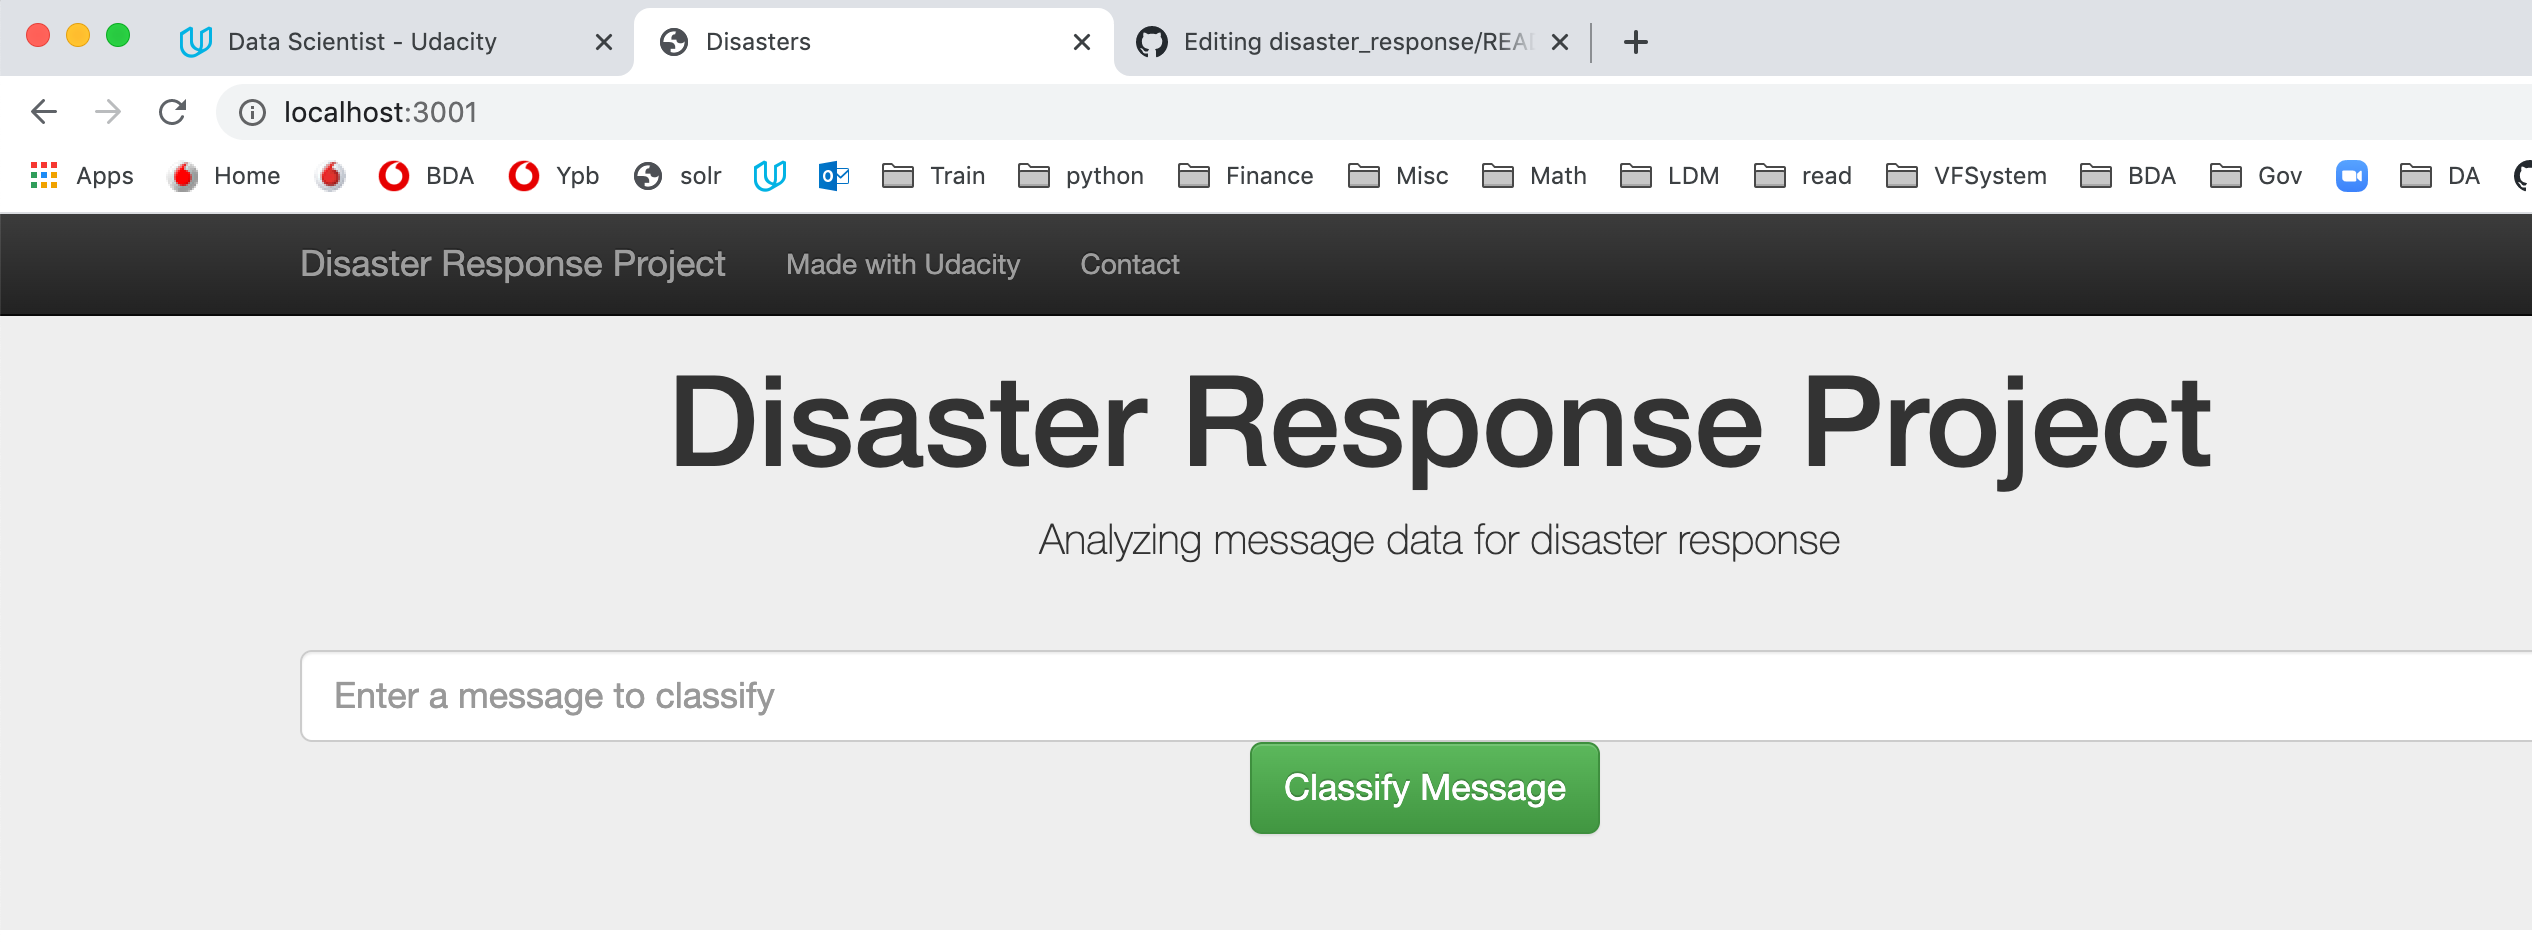 Data Scientist - Udacity Disasters Editing disaster_response/READ
localhost:3001
Apps Home BDA Ypb solr Train python Finance Misc Math LDM read VFSystem BDA Gov DA
Disaster Response Project Made with Udacity Contact
Disaster Response Project
Analyzing message data for disaster response
Enter a message to classify
Classify Message